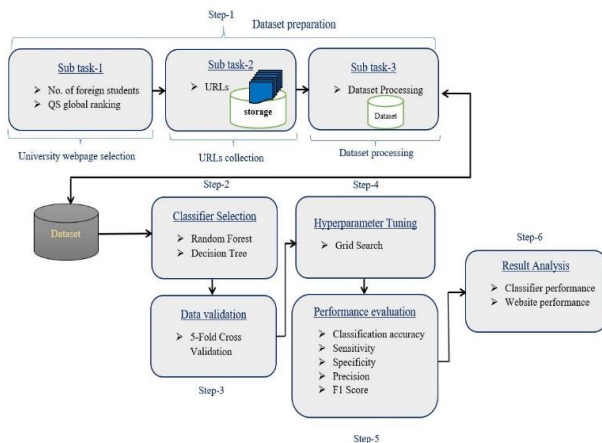 Step-1
Dataset preparation
Sub task-1
➤ No. of foreign students
➤ QS global ranking
Sub task-2
➤ URLs
storage
Sub task-3
➤ Dataset Processing
Dataset
University webpage selection
URLs collection
Dataset processing
Step-2
Step-4
Dataset
Classifier Selection
➤ Random Forest
➤ Decision Tree
Hyperparameter Tuning
➤ Grid Search
Step-6
Result Analysis
➤ Classifier performance
➤ Website performance
Data validation
➤ 5-Fold Cross
Validation
Performance evaluation
➤ Classification accuracy
➤ Sensitivity
➤ Specificity
➤ Precision
➤ F1 Score
Step-3
Step-5